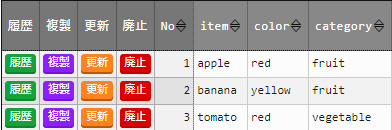 履歴 複製 更新 廃止 No item color category
履歴 複製 更新 廃止 1 apple red fruit
履歴 複製 更新 廃止 2 banana yellow fruit
履歴 複製 更新 廃止 3 tomato red vegetable